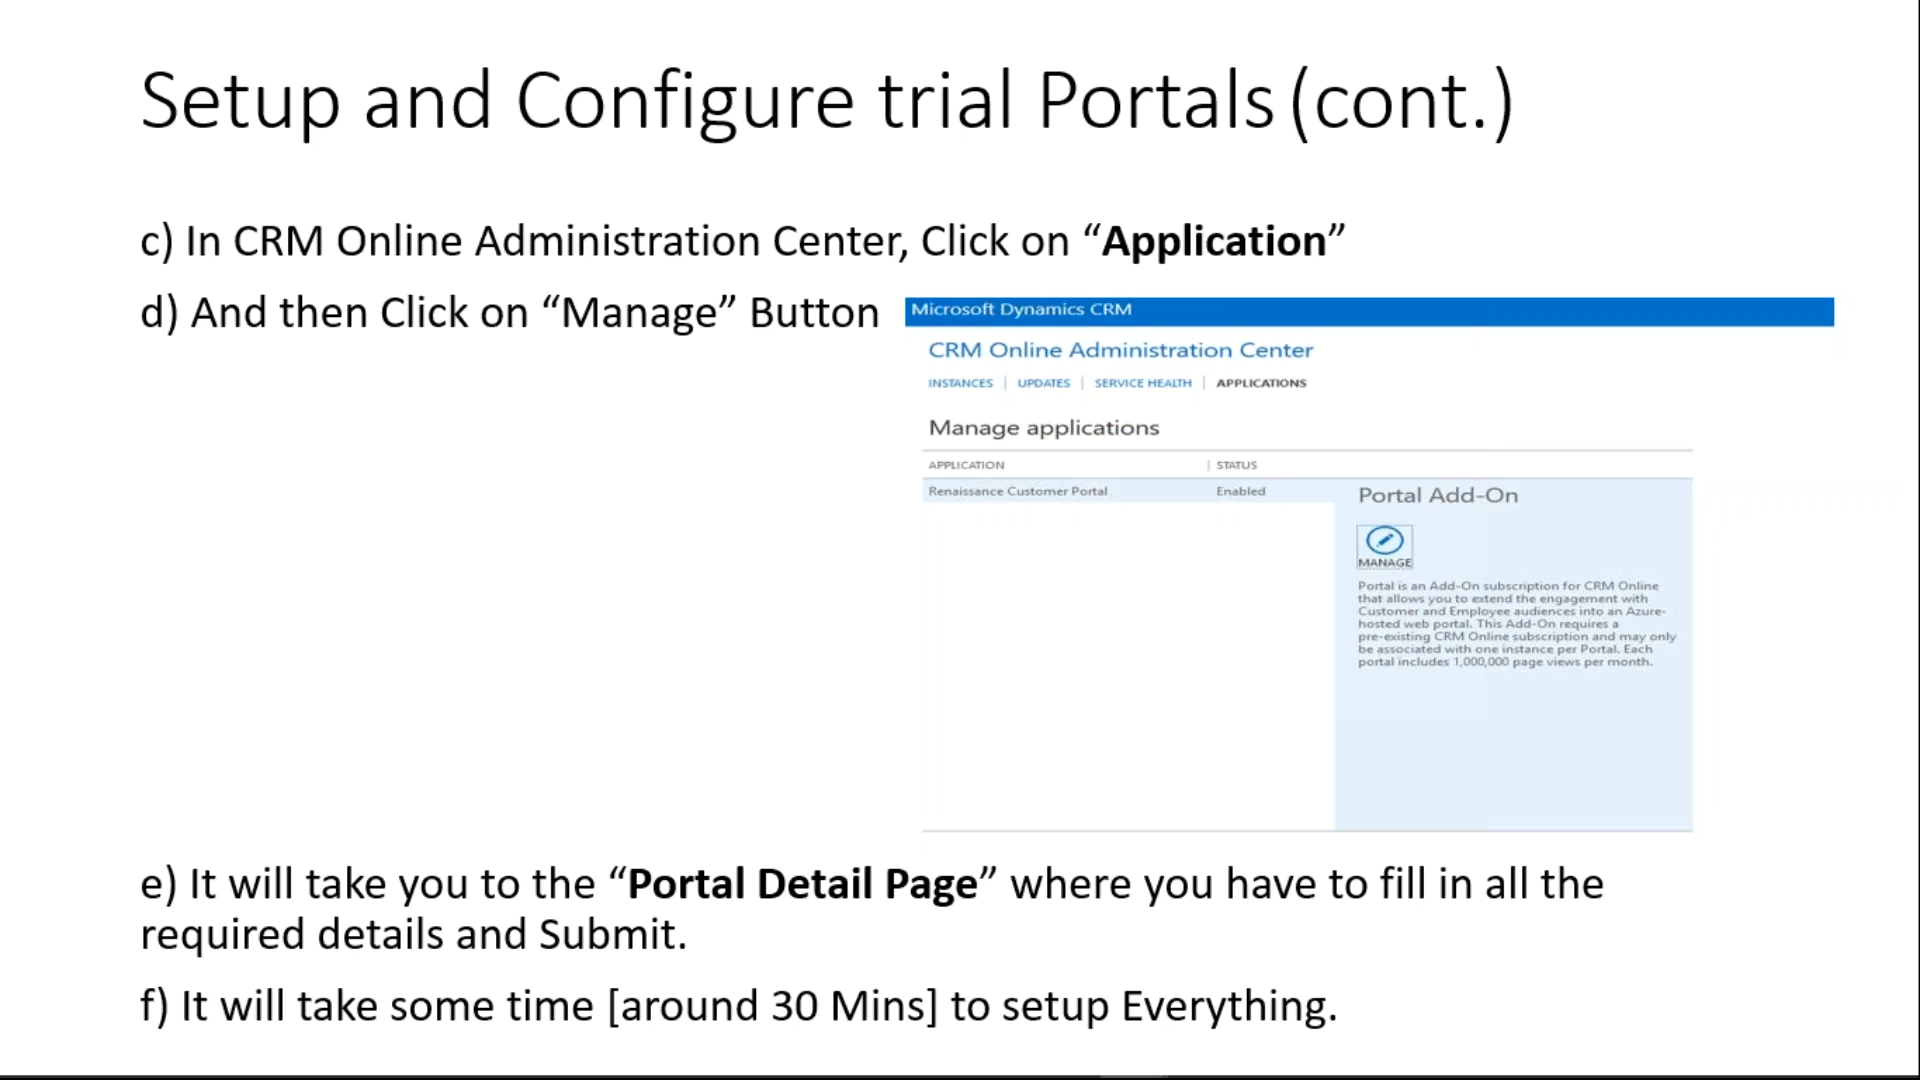 Setup and Configure trial Portals (cont.)
c) In CRM Online Administration Center, Click on “Application”
d) And then Click on “Manage” Button
Microsoft Dynamics CRM
CRM Online Administration Center
INSTANCES | UPDATES | SERVICE HEALTH | APPLICATIONS
Manage applications
APPLICATION | STATUS
Renaissance Customer Portal Enabled
Portal Add-On
MANAGE
Portal is an Add-On subscription for CRM Online
that allows you to extend the engagement with
Customer and Employee audiences into an Azure-
hosted web portal. This Add-On requires a
pre-existing CRM Online subscription and may only
be associated with one instance per Portal. Each
portal includes 1,000,000 page views per month.
e) It will take you to the “Portal Detail Page” where you have to fill in all the
required details and Submit.
f) It will take some time [around 30 Mins] to setup Everything.